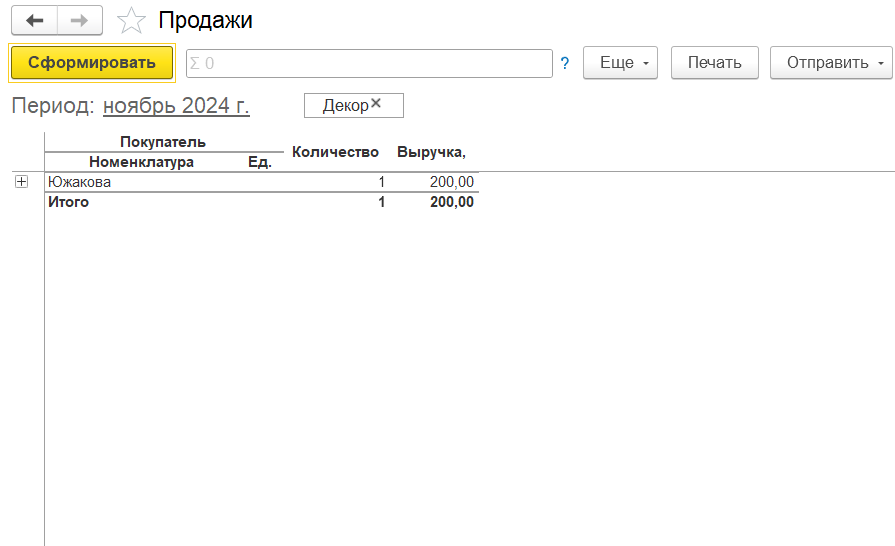 Продажи
Сформировать Σ 0 ? Еще Печать Отправить
Период: ноябрь 2024 г. Декор×
Покупатель
Количество Выручка,
Номенклатура Ед.
Южакова 1 200,00
Итого 1 200,00